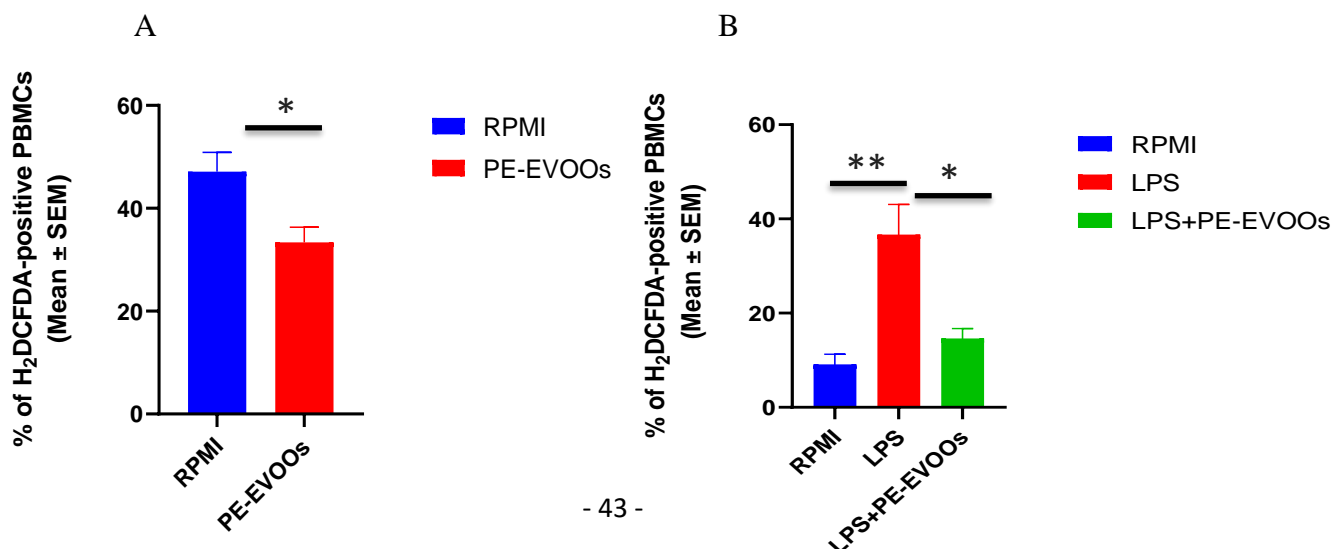 A
% of H₂DCFDA-positive PBMCs
(Mean ± SEM)
60
40
20
0
*
RPMI
PE-EVOOs
RPMI
PE-EVOOs
B
% of H₂DCFDA-positive PBMCs
(Mean ± SEM)
60
40
20
0
**
*
RPMI
LPS
LPS+PE-EVOOs
RPMI
LPS
LPS+PE-EVOOs
- 43 -